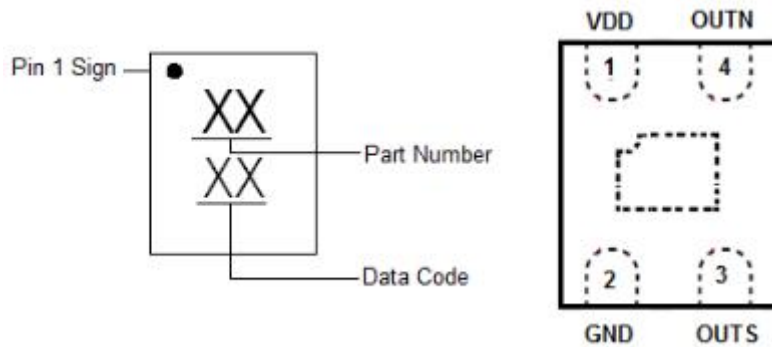 Pin 1 Sign
XX
Part Number
XX
Data Code
VDD OUTN
1 4
2 3
GND OUTS